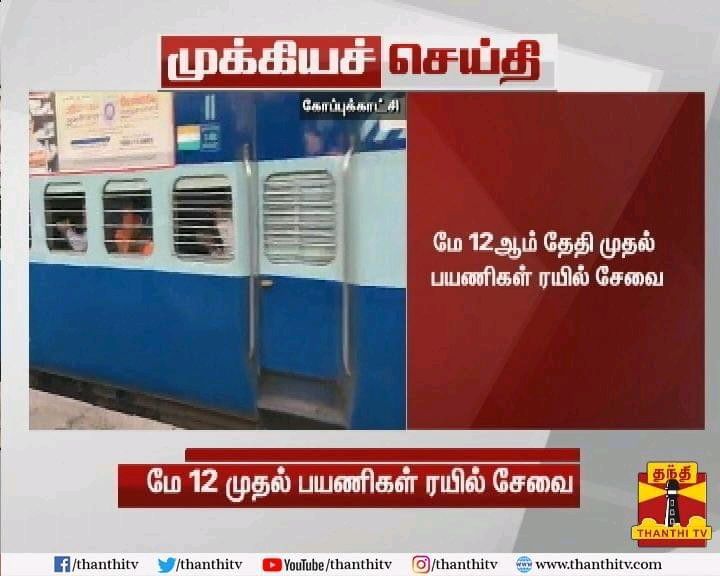 முக்கியச் செய்தி
கோப்புக்காட்சி
மே 12ஆம் தேதி முதல்
பயணிகள் ரயில் சேவை
மே 12 முதல் பயணிகள் ரயில் சேவை
தந்தி
THANTHI TV
/thanthitv /thanthitv YouTube/thanthitv /thanthitv www.thanthitv.com